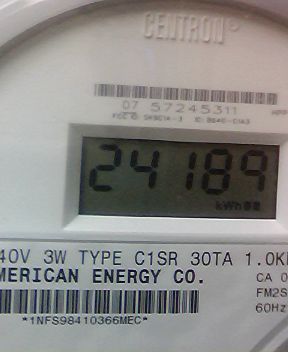 CENTRON®
07 57245311
24189
kWh
40V 3W TYPE C1SR 30TA 1.0K
MERICAN ENERGY CO.
CA 0
FM2S
60Hz
*1NFS98410366MEC*